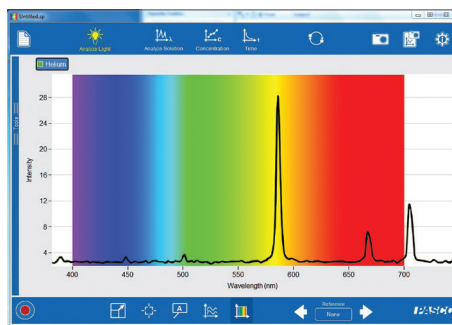 Untitled.sp
Analyze Light
Analyze Solution
Concentration
Time
Helium
Tools
Intensity
28
24
20
16
12
8
4
400
450
500
550
600
650
700
Wavelength (nm)
Reference
None
PASCO